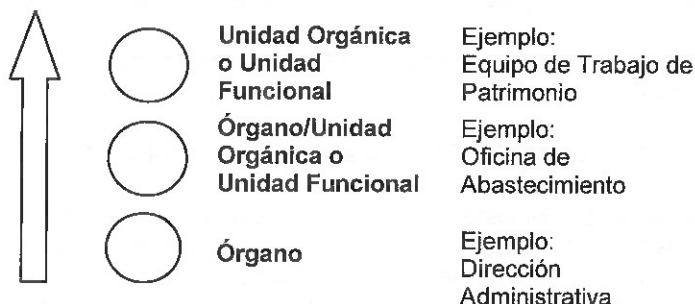 Unidad Orgánica
o Unidad
Funcional
Ejemplo:
Equipo de Trabajo de
Patrimonio
Órgano/Unidad
Orgánica o
Unidad Funcional
Ejemplo:
Oficina de
Abastecimiento
Órgano
Ejemplo:
Dirección
Administrativa